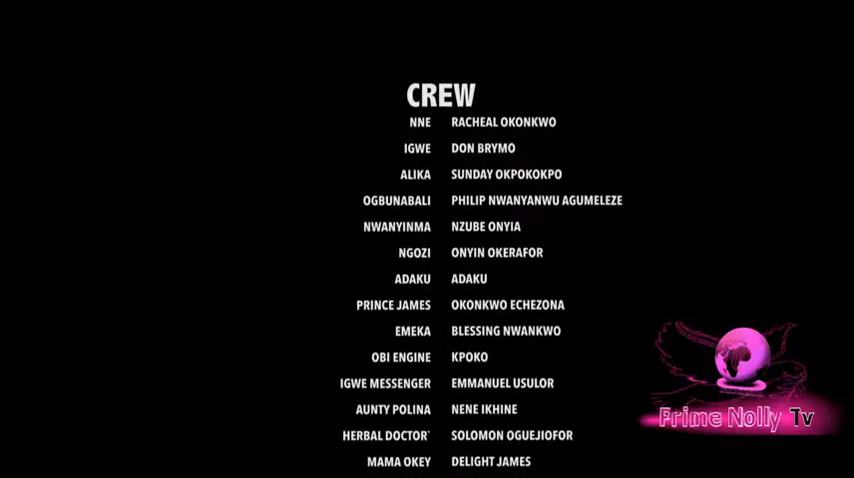 CREW
NNE RACHEAL OKONKWO
IGWE DON BRYMO
ALIKA SUNDAY OKPOKOKPO
OGBUNABALI PHILIP NWANYANWU AGUMELEZE
NWANYINMA NZUBE ONYIA
NGOZI ONYIN OKERAFOR
ADAKU ADAKU
PRINCE JAMES OKONKWO ECHEZONA
EMEKA BLESSING NWANKWO
OBI ENGINE KPOKO
IGWE MESSENGER EMMANUEL USULOR
AUNTY POLINA NENE IKHINE
HERBAL DOCTOR` SOLOMON OGUEJIOFOR
MAMA OKEY DELIGHT JAMES
Prime Nolly Tv